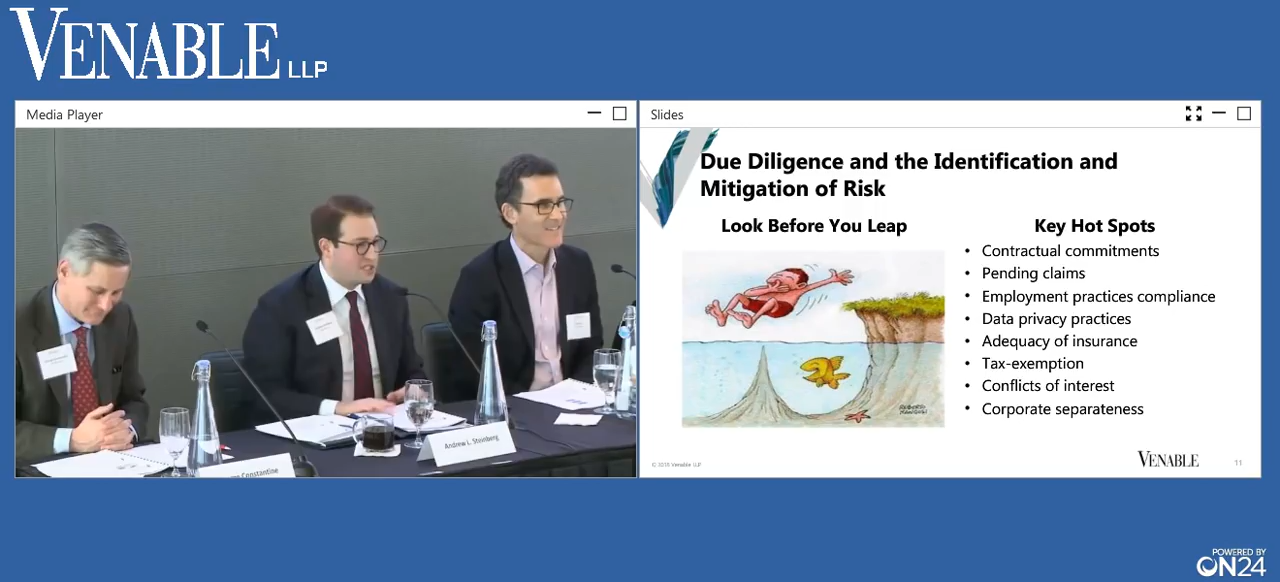 VENABLE LLP
Media Player
Slides
Due Diligence and the Identification and
Mitigation of Risk
Look Before You Leap
Key Hot Spots
• Contractual commitments
• Pending claims
• Employment practices compliance
• Data privacy practices
• Adequacy of insurance
• Tax-exemption
• Conflicts of interest
• Corporate separateness
VENABLE
11
Constantine
Andrew L. Steinberg
POWERED BY
ON24